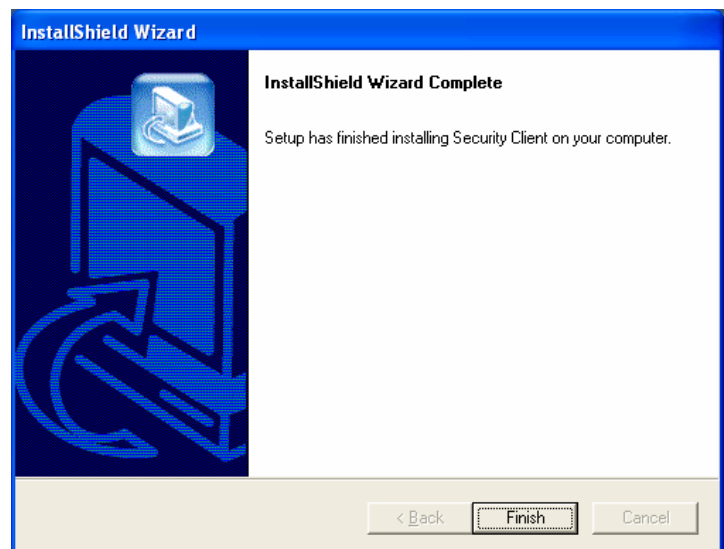 InstallShield Wizard
InstallShield Wizard Complete
Setup has finished installing Security Client on your computer.
< Back
Finish
Cancel